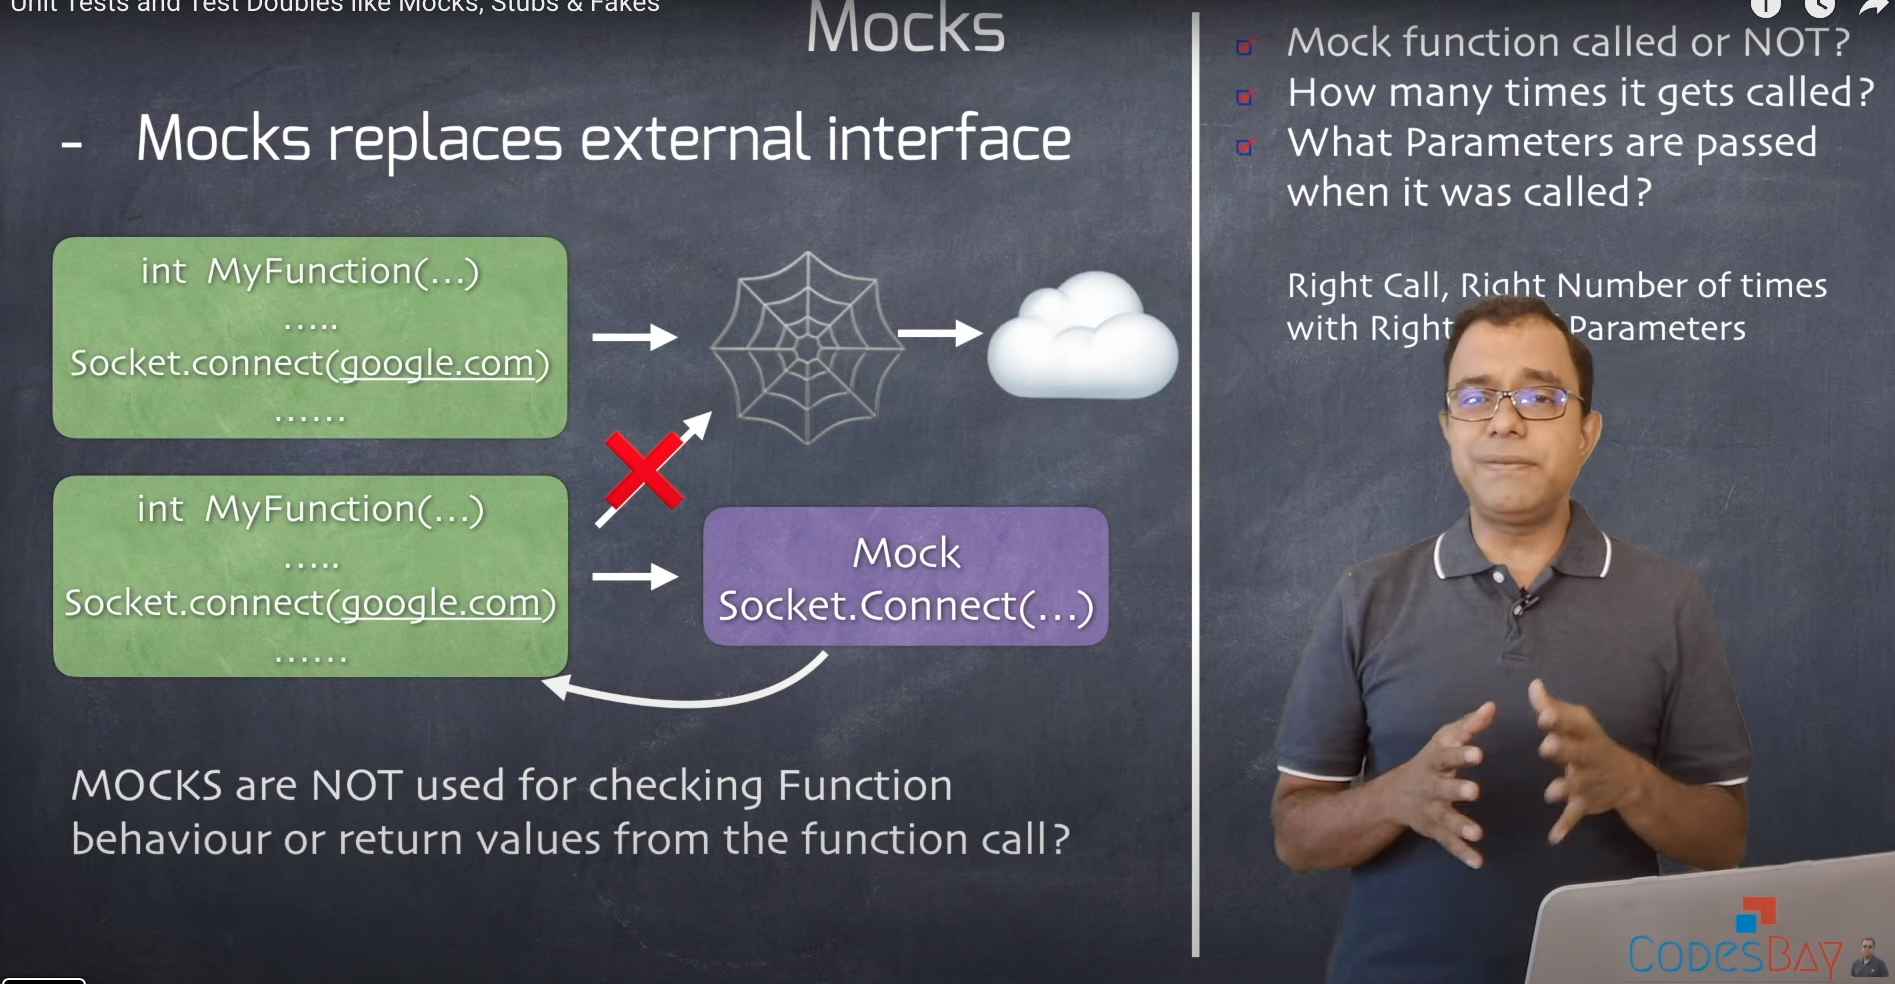 Unit Tests and Test Doubles like Mocks, Stubs & Fakes
Mocks
- Mocks replaces external interface
int MyFunction(...)
.....
Socket.connect(google.com)
......
int MyFunction(...)
.....
Socket.connect(google.com)
......
Mock
Socket.Connect(...)
MOCKS are NOT used for checking Function
behaviour or return values from the function call?
Mock function called or NOT?
How many times it gets called?
What Parameters are passed
when it was called?
Right Call, Right Number of times
with Right Parameters
CODESBAY